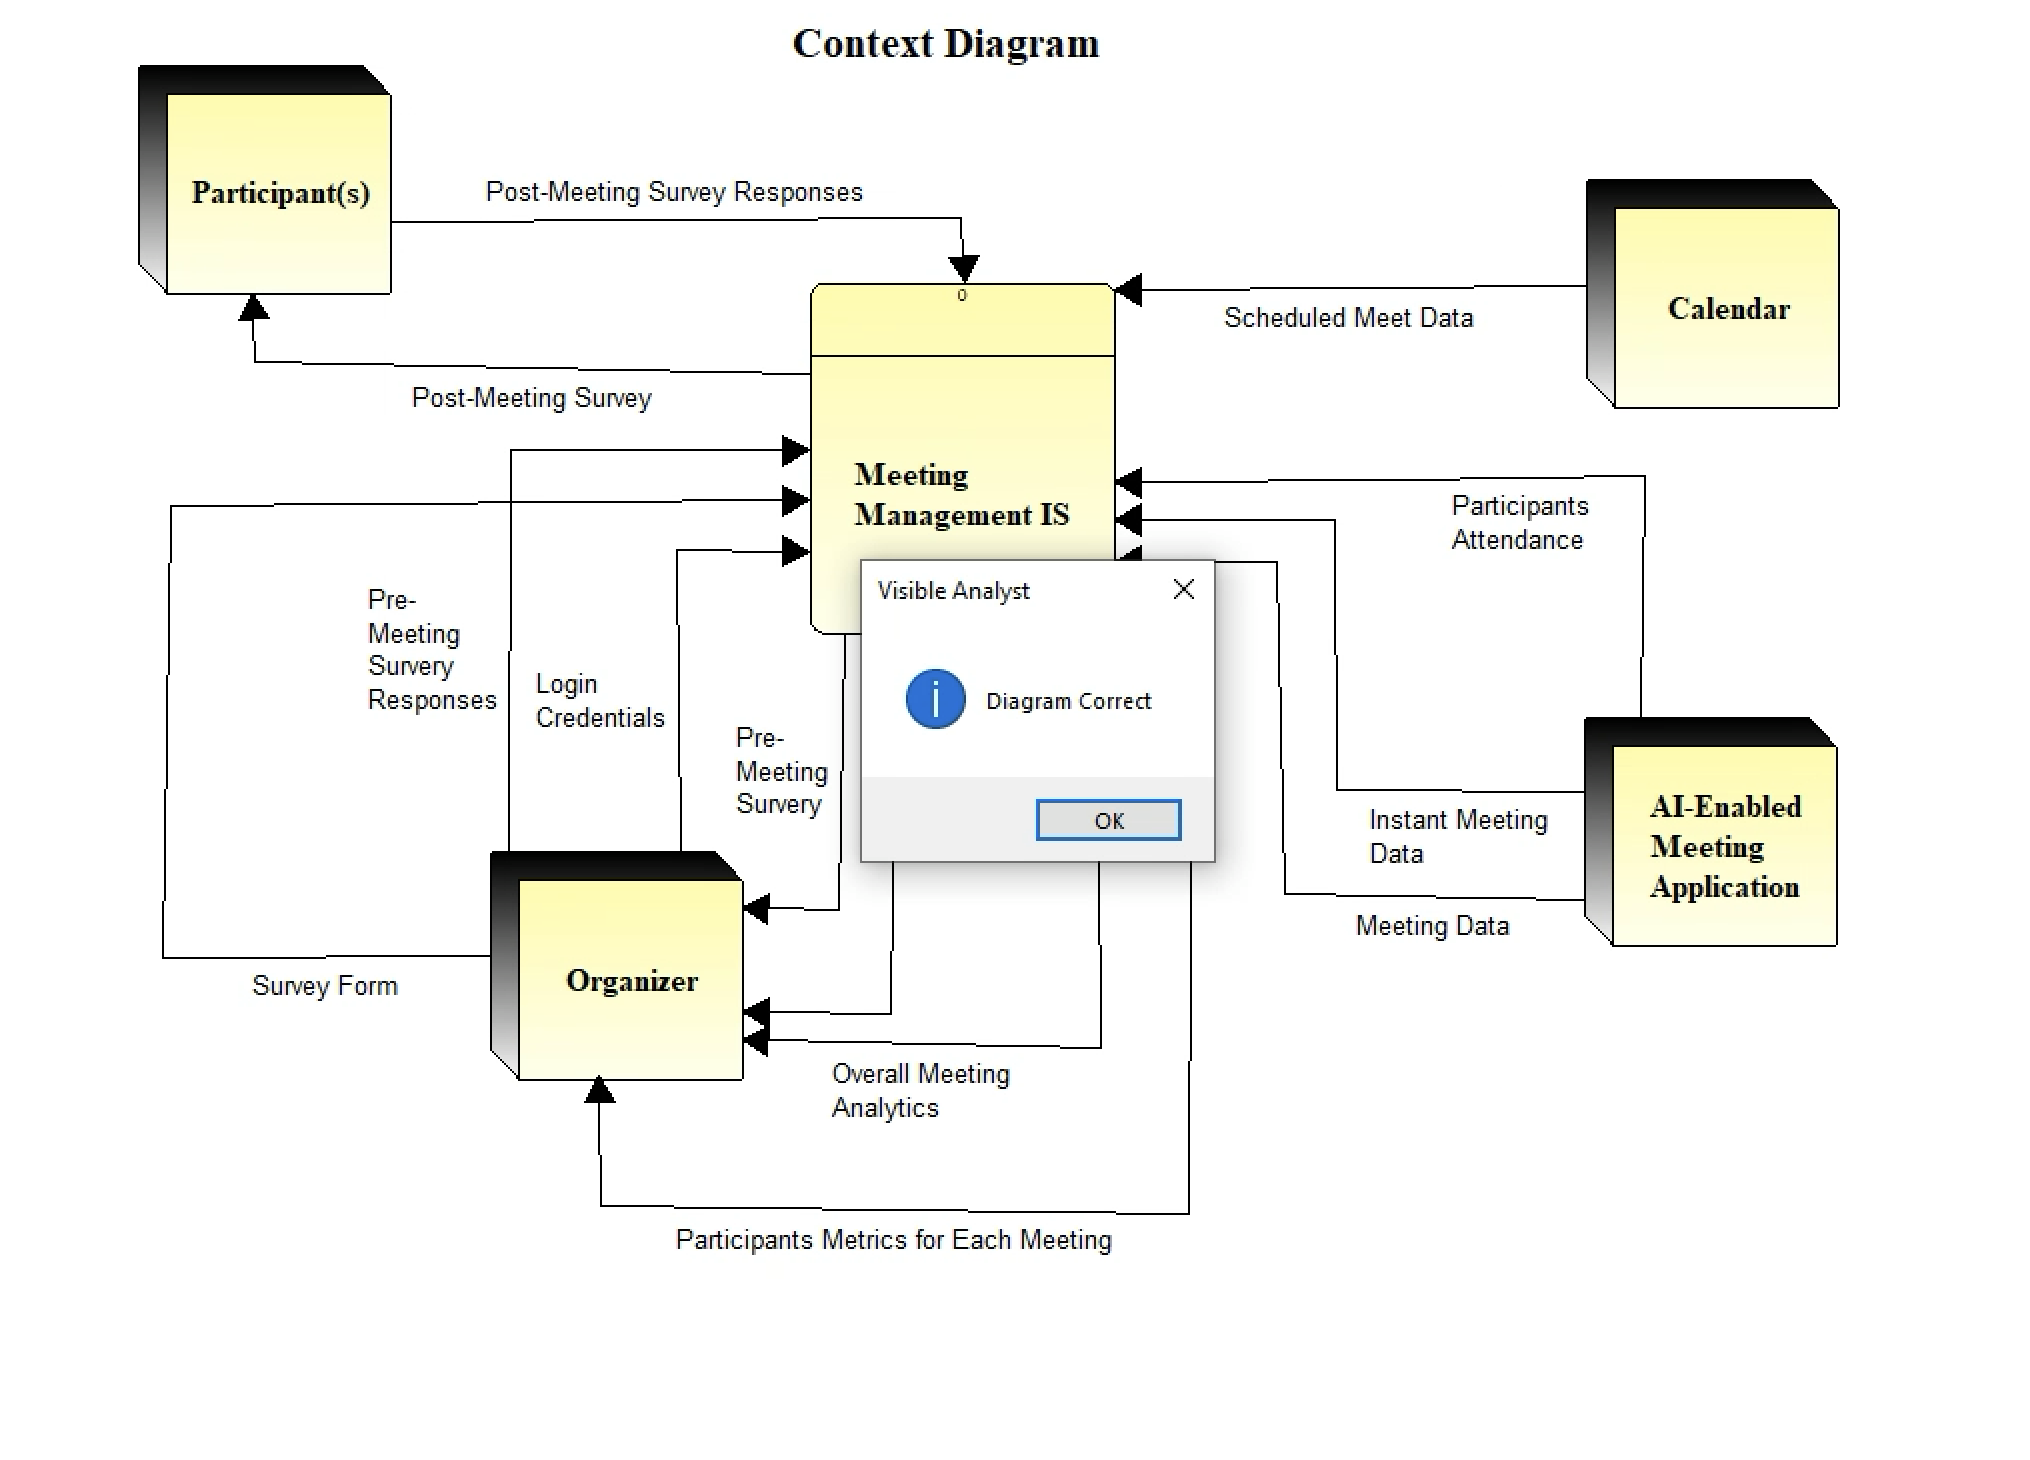 Context Diagram
Participant(s)
Post-Meeting Survey Responses
0
Scheduled Meet Data
Calendar
Post-Meeting Survey
Meeting
Management IS
Participants
Attendance
Pre-
Meeting
Survery
Responses
Login
Credentials
Pre-
Meeting
Survery
Visible Analyst
Diagram Correct
OK
Instant Meeting
Data
AI-Enabled
Meeting
Application
Meeting Data
Survey Form
Organizer
Overall Meeting
Analytics
Participants Metrics for Each Meeting